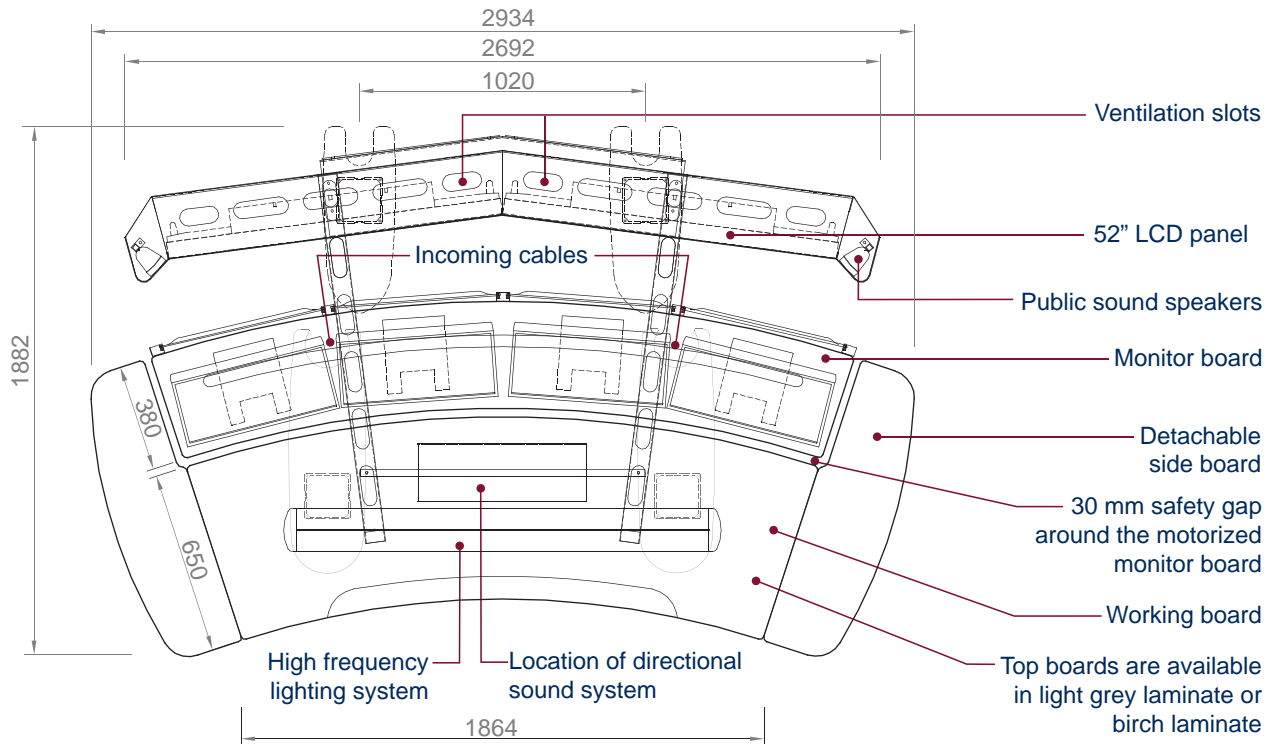 2934
2692
1020
Ventilation slots
52” LCD panel
Incoming cables
Public sound speakers
1882
Monitor board
380
Detachable
side board
30 mm safety gap
around the motorized
monitor board
650
Working board
High frequency
lighting system
Location of directional
sound system
Top boards are available
in light grey laminate or
birch laminate
1864